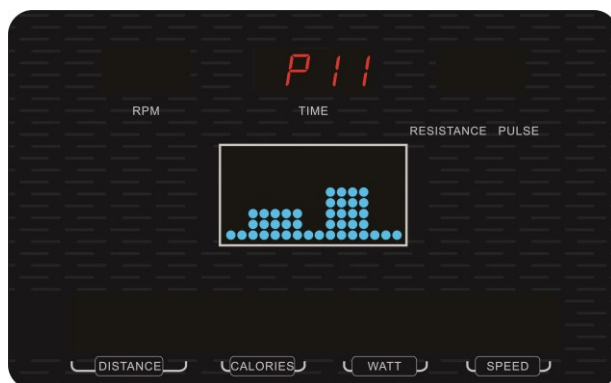 P11
RPM TIME
RESISTANCE PULSE
DISTANCE CALORIES WATT SPEED